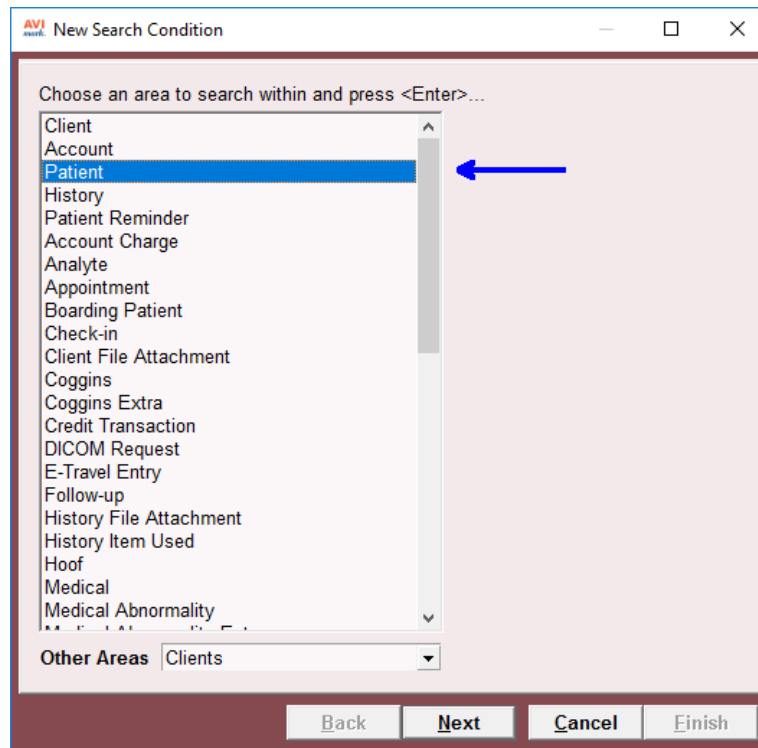 AVI
mark.
New Search Condition
Choose an area to search within and press <Enter>...
Client
Account
Patient
History
Patient Reminder
Account Charge
Analyte
Appointment
Boarding Patient
Check-in
Client File Attachment
Coggins
Coggins Extra
Credit Transaction
DICOM Request
E-Travel Entry
Follow-up
History File Attachment
History Item Used
Hoof
Medical
Medical Abnormality
Other Areas Clients
Back Next Cancel Finish